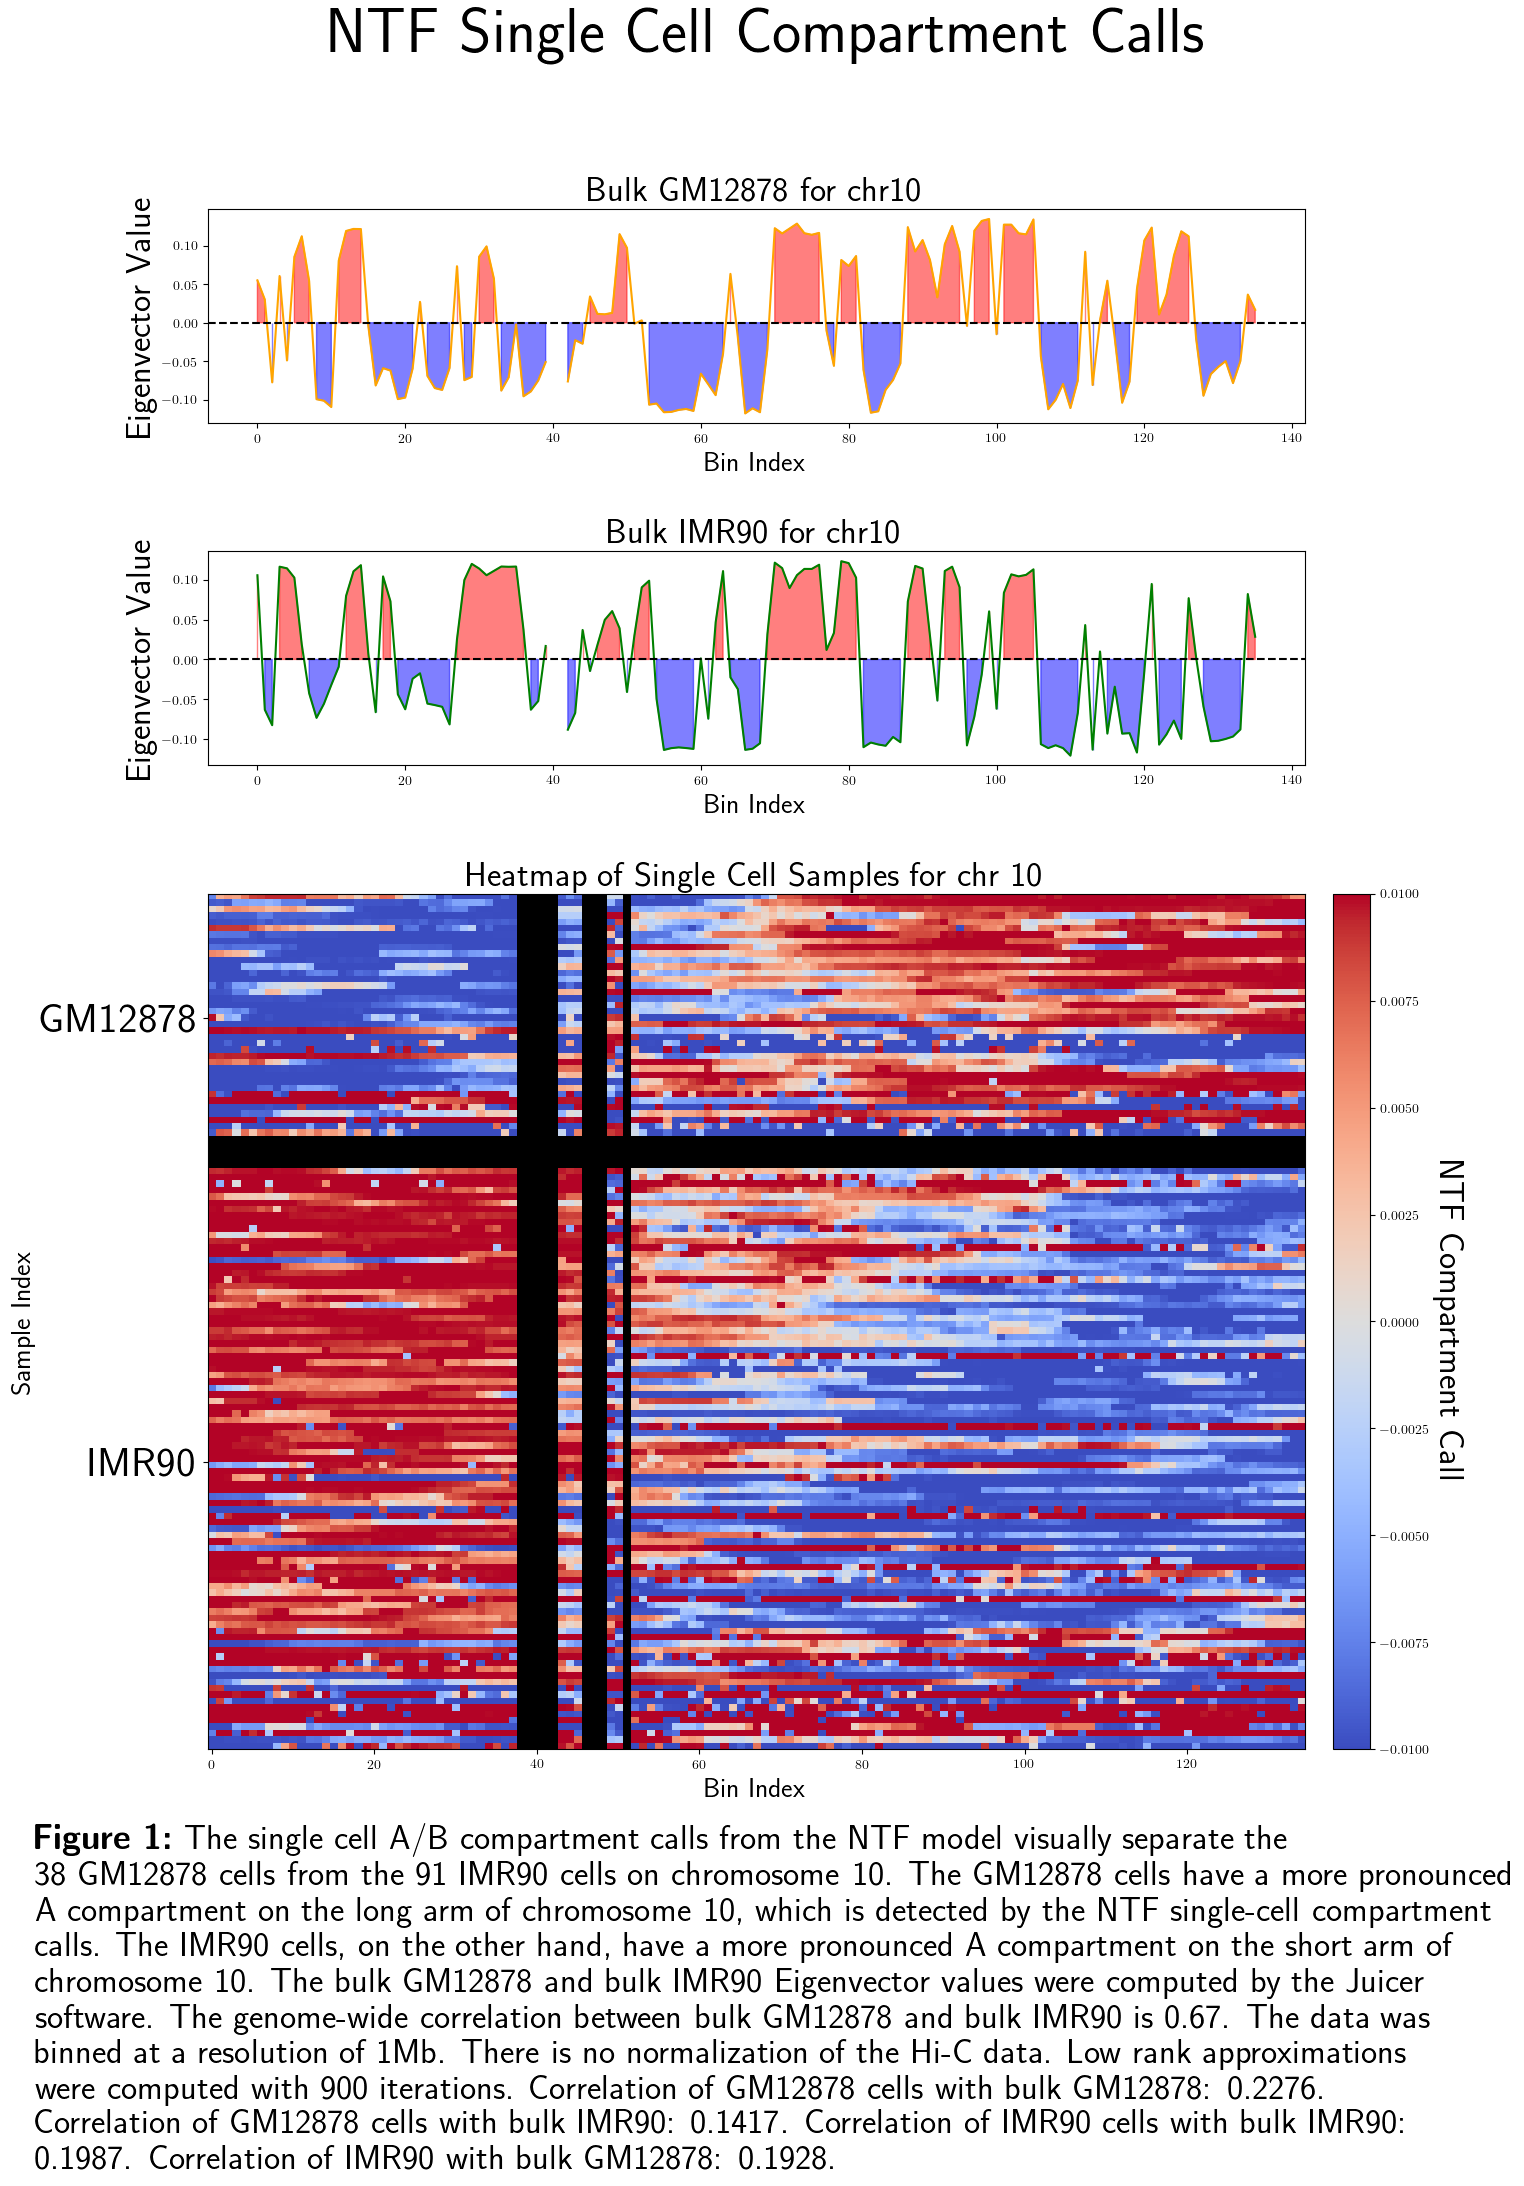 NTF Single Cell Compartment Calls
Bulk GM12878 for chr10
Eigenvector Value
0.10
0.05
0.00
−0.05
−0.10
0 20 40 60 80 100 120 140
Bin Index
Bulk IMR90 for chr10
Eigenvector Value
0.10
0.05
0.00
−0.05
−0.10
0 20 40 60 80 100 120 140
Bin Index
Heatmap of Single Cell Samples for chr 10
GM12878
IMR90
Sample Index
0 20 40 60 80 100 120
Bin Index
0.0100
0.0075
0.0050
0.0025
0.0000
−0.0025
−0.0050
−0.0075
−0.0100
NTF Compartment Call
Figure 1: The single cell A/B compartment calls from the NTF model visually separate the
38 GM12878 cells from the 91 IMR90 cells on chromosome 10. The GM12878 cells have a more pronounced
A compartment on the long arm of chromosome 10, which is detected by the NTF single-cell compartment
calls. The IMR90 cells, on the other hand, have a more pronounced A compartment on the short arm of
chromosome 10. The bulk GM12878 and bulk IMR90 Eigenvector values were computed by the Juicer
software. The genome-wide correlation between bulk GM12878 and bulk IMR90 is 0.67. The data was
binned at a resolution of 1Mb. There is no normalization of the Hi-C data. Low rank approximations
were computed with 900 iterations. Correlation of GM12878 cells with bulk GM12878: 0.2276.
Correlation of GM12878 cells with bulk IMR90: 0.1417. Correlation of IMR90 cells with bulk IMR90:
0.1987. Correlation of IMR90 with bulk GM12878: 0.1928.